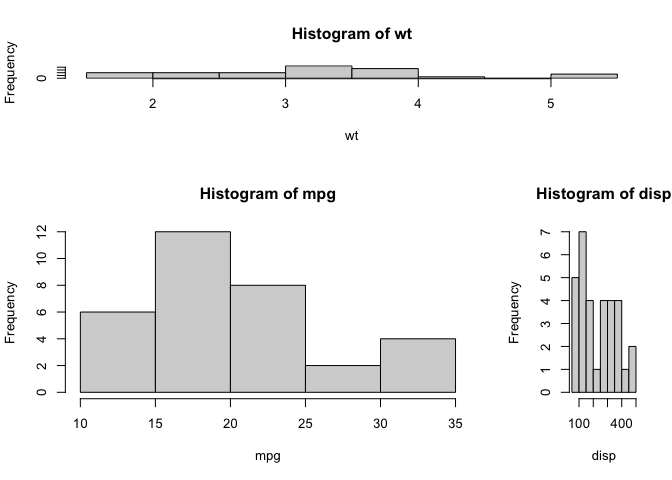 Histogram of wt
Frequency
0
2 3 4 5
wt
Histogram of mpg
Frequency
0 2 4 6 8 10 12
10 15 20 25 30 35
mpg
Histogram of disp
Frequency
0 1 2 3 4 5 6 7
100 400
disp